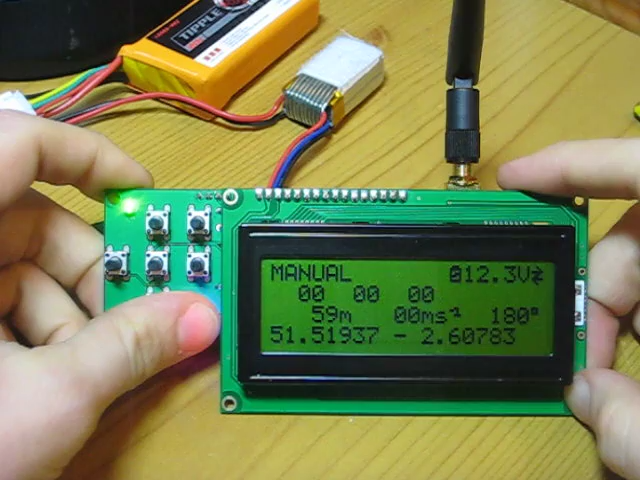 TIPPLE
MANUAL 012.3V
00 00 00
59m 00ms⁻¹ 180°
51.51937 - 2.60783